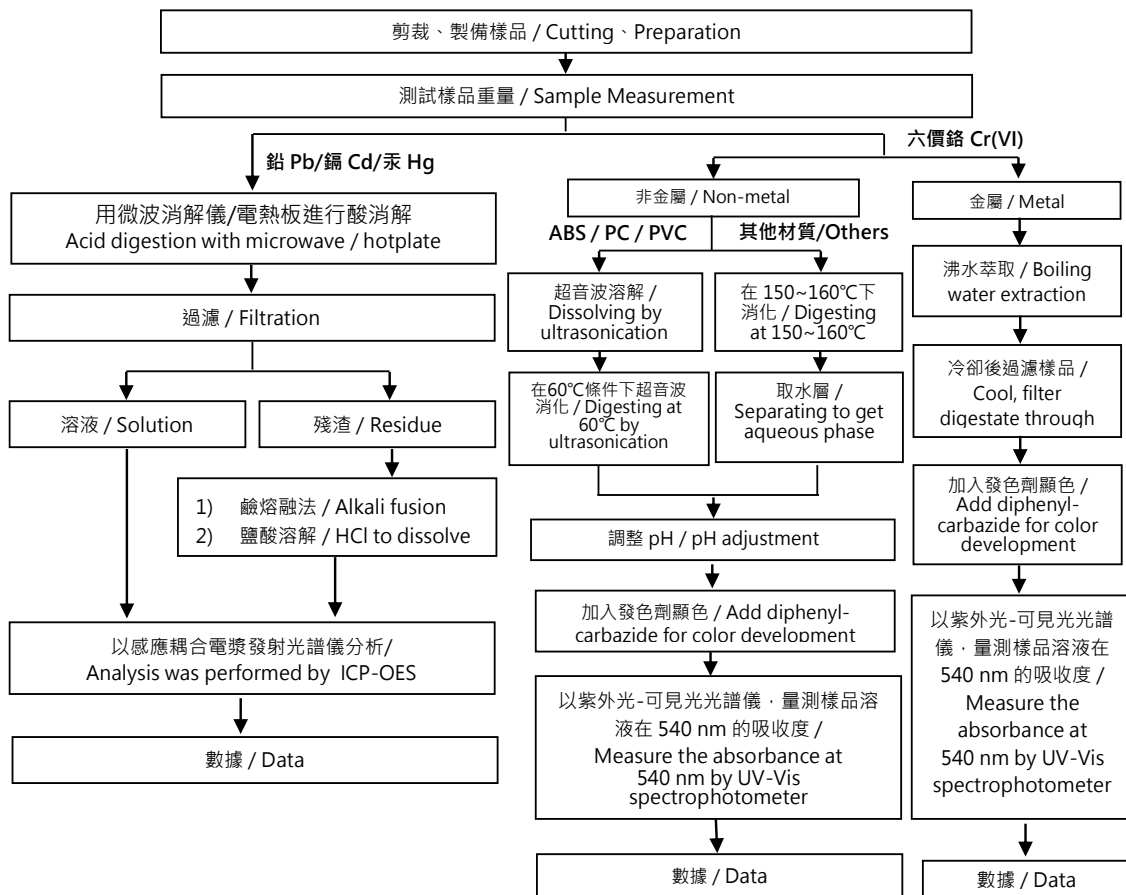 剪裁、製備樣品 / Cutting、Preparation
測試樣品重量 / Sample Measurement
鉛 Pb/鎘 Cd/汞 Hg
用微波消解儀/電熱板進行酸消解
Acid digestion with microwave / hotplate
過濾 / Filtration
溶液 / Solution
殘渣 / Residue
1) 鹼熔融法 / Alkali fusion
2) 鹽酸溶解 / HCl to dissolve
以感應耦合電漿發射光譜儀分析/
Analysis was performed by ICP-OES
數據 / Data
六價鉻 Cr(VI)
非金屬 / Non-metal
ABS / PC / PVC
超音波溶解 /
Dissolving by
ultrasonication
在60℃條件下超音波
消化 / Digesting at
60℃ by
ultrasonication
其他材質/Others
在 150~160℃下
消化 / Digesting
at 150~160℃
取水層 /
Separating to get
aqueous phase
調整 pH / pH adjustment
加入發色劑顯色 / Add diphenyl-
carbazide for color development
以紫外光-可見光光譜儀，量測樣品溶
液在 540 nm 的吸收度 /
Measure the absorbance at
540 nm by UV-Vis
spectrophotometer
數據 / Data
金屬 / Metal
沸水萃取 / Boiling
water extraction
冷卻後過濾樣品 /
Cool, filter
digestate through
加入發色劑顯色 /
Add diphenyl-
carbazide for color
development
以紫外光-可見光光譜
儀，量測樣品溶液在
540 nm 的吸收度 /
Measure the
absorbance at
540 nm by UV-Vis
spectrophotometer
數據 / Data